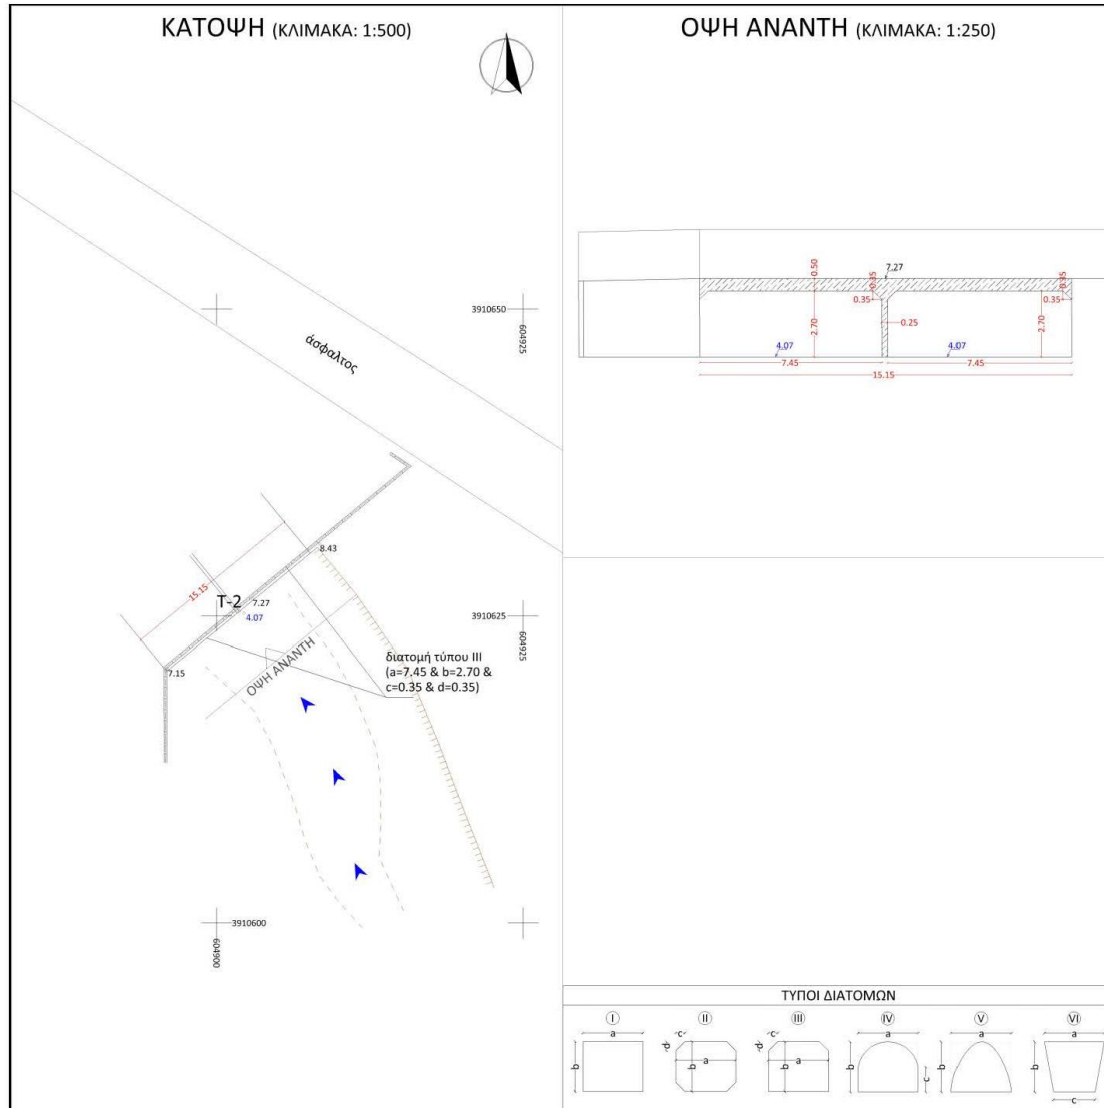 ΚΑΤΟΨΗ (ΚΛΙΜΑΚΑ: 1:500)
άσφαλτος
3910650
604925
8.43
15.15
T-2
7.27
4.07
7.15
ΟΨΗ ΑΝΑΝΤΗ
διατομή τύπου III
(a=7.45 & b=2.70 &
c=0.35 & d=0.35)
3910625
604925
3910600
604900
ΟΨΗ ΑΝΑΝΤΗ (ΚΛΙΜΑΚΑ: 1:250)
7.27
0.50
0.35
0.35
0.35
0.35
2.70
0.25
2.70
4.07
4.07
7.45
7.45
15.15
ΤΥΠΟΙ ΔΙΑΤΟΜΩΝ
I II III IV V VI
a
b
c
d
a
b
c
d
a
b
a
b
c
a
b
a
b
c